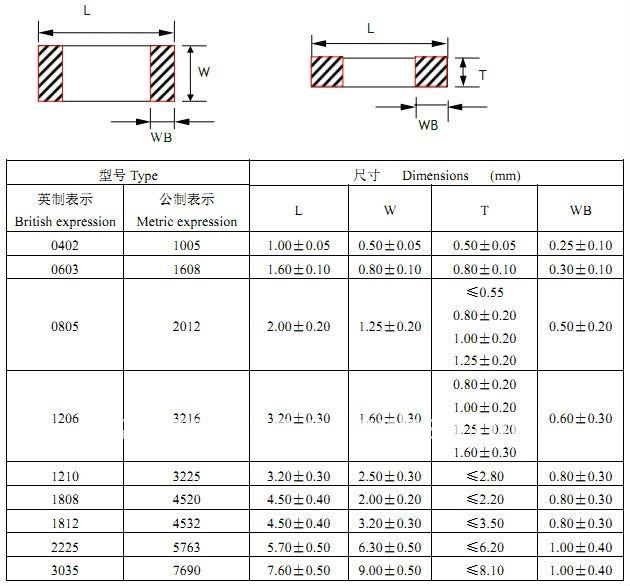 L
W
WB
L
T
WB
型号 Type 尺寸 Dimensions (mm)
英制表示 公制表示 L W T WB
British expression Metric expression
0402 1005 1.00±0.05 0.50±0.05 0.50±0.05 0.25±0.10
0603 1608 1.60±0.10 0.80±0.10 0.80±0.10 0.30±0.10
0805 2012 2.00±0.20 1.25±0.20 ≤0.55 0.50±0.20
0.80±0.20
1.00±0.20
1.25±0.20
1206 3216 3.20±0.30 1.60±0.30 0.80±0.20 0.60±0.30
1.00±0.20
1.25±0.20
1.60±0.30
1210 3225 3.20±0.30 2.50±0.30 ≤2.80 0.80±0.30
1808 4520 4.50±0.40 2.00±0.20 ≤2.20 0.80±0.30
1812 4532 4.50±0.40 3.20±0.30 ≤3.50 0.80±0.30
2225 5763 5.70±0.50 6.30±0.50 ≤6.20 1.00±0.40
3035 7690 7.60±0.50 9.00±0.50 ≤8.10 1.00±0.40